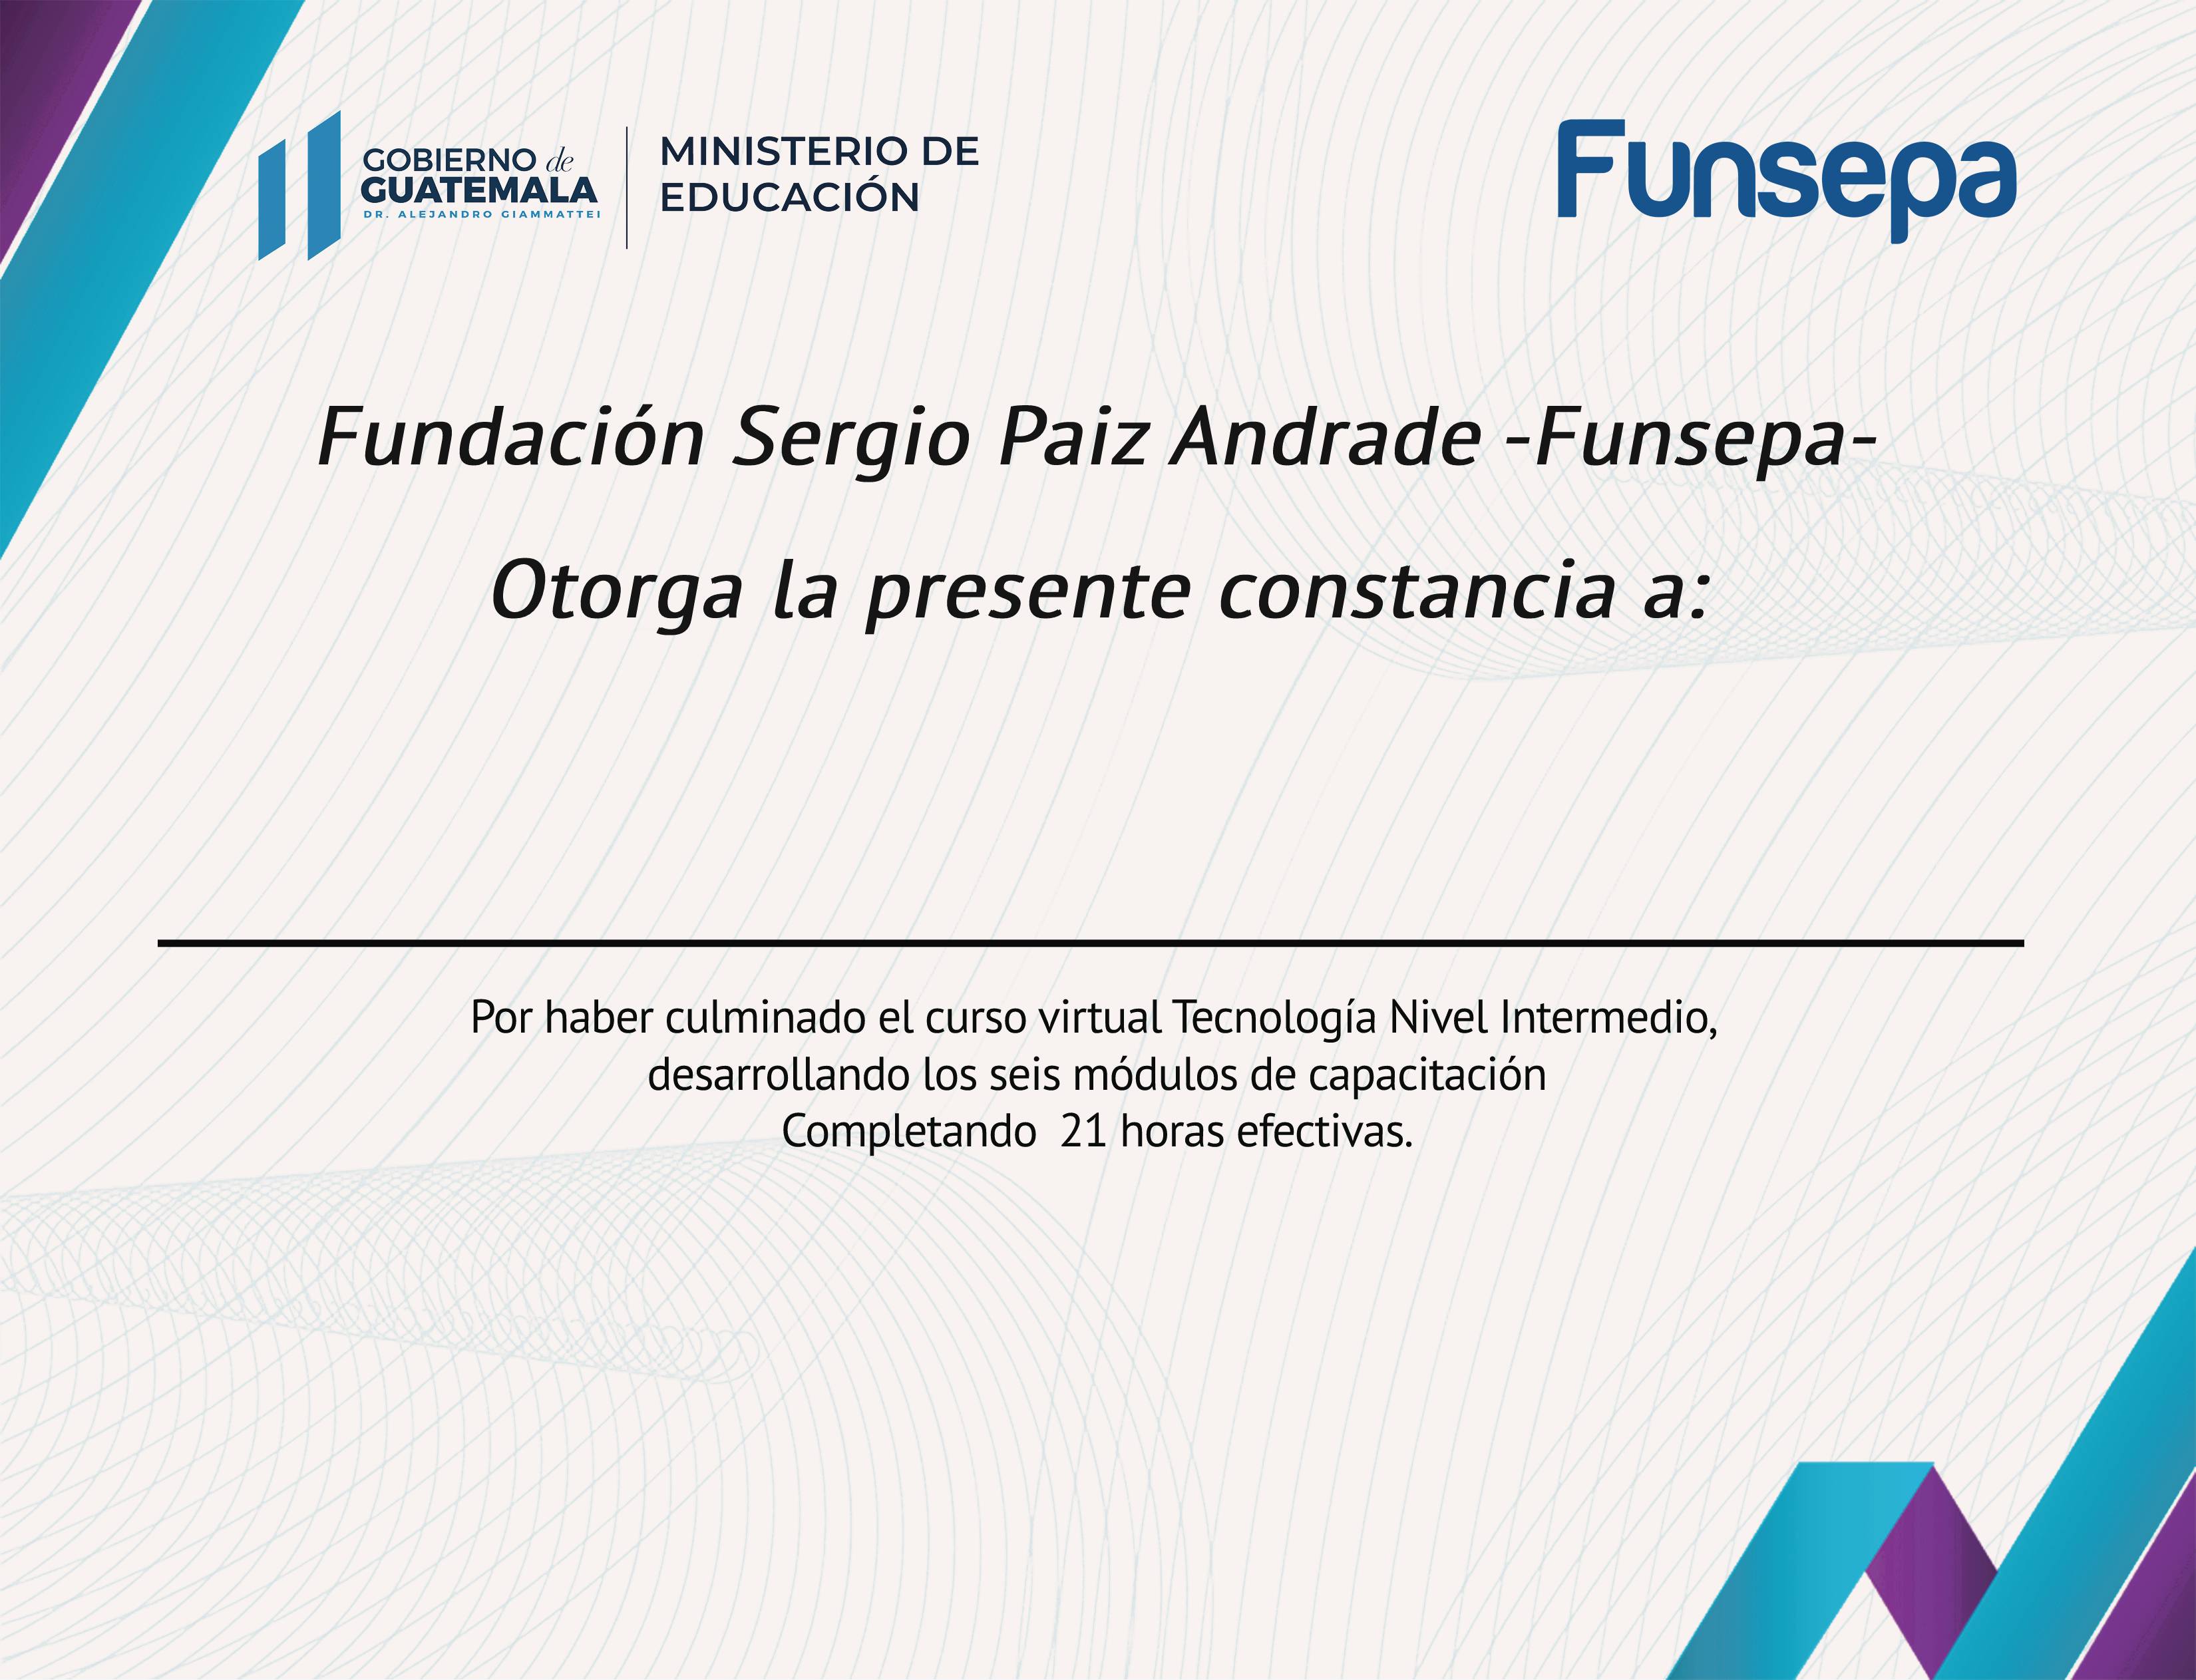 GOBIERNO de
GUATEMALA
DR. ALEJANDRO GIAMMATTEI
MINISTERIO DE
EDUCACIÓN
Funsepa
Fundación Sergio Paiz Andrade -Funsepa-
Otorga la presente constancia a:
Por haber culminado el curso virtual Tecnología Nivel Intermedio,
desarrollando los seis módulos de capacitación
Completando 21 horas efectivas.